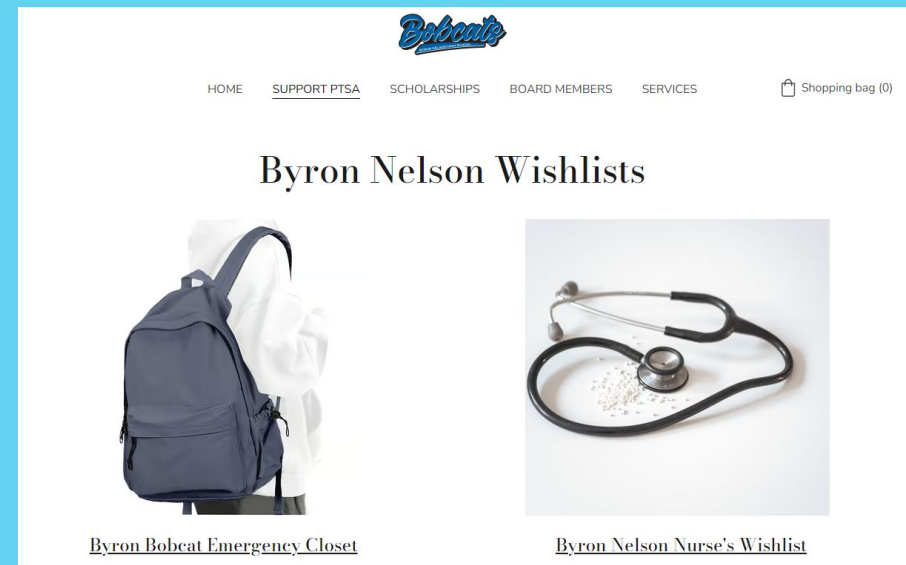 Bobcats
HOME SUPPORT PTSA SCHOLARSHIPS BOARD MEMBERS SERVICES Shopping bag (0)
Byron Nelson Wishlists
Byron Bobcat Emergency Closet Byron Nelson Nurse's Wishlist